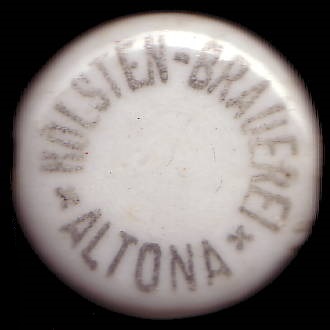 HOLSTEN-BRAUEREI
* ALTONA *